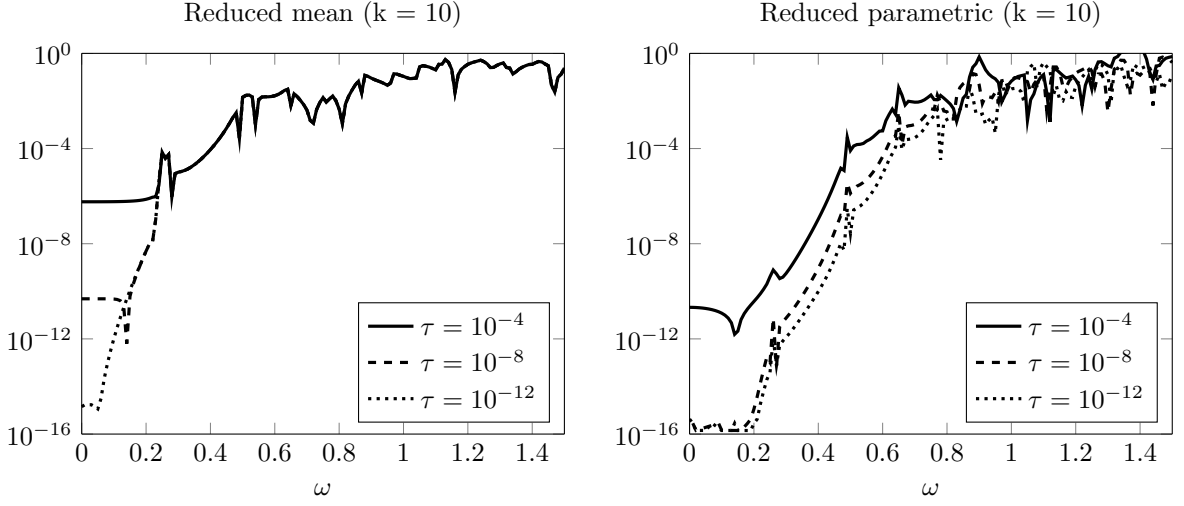 Reduced mean (k = 10)
10^0
10^−4
10^−8
10^−12
10^−16
0 0.2 0.4 0.6 0.8 1 1.2 1.4
ω
τ = 10^−4
τ = 10^−8
τ = 10^−12
Reduced parametric (k = 10)
10^0
10^−4
10^−8
10^−12
10^−16
0 0.2 0.4 0.6 0.8 1 1.2 1.4
ω
τ = 10^−4
τ = 10^−8
τ = 10^−12